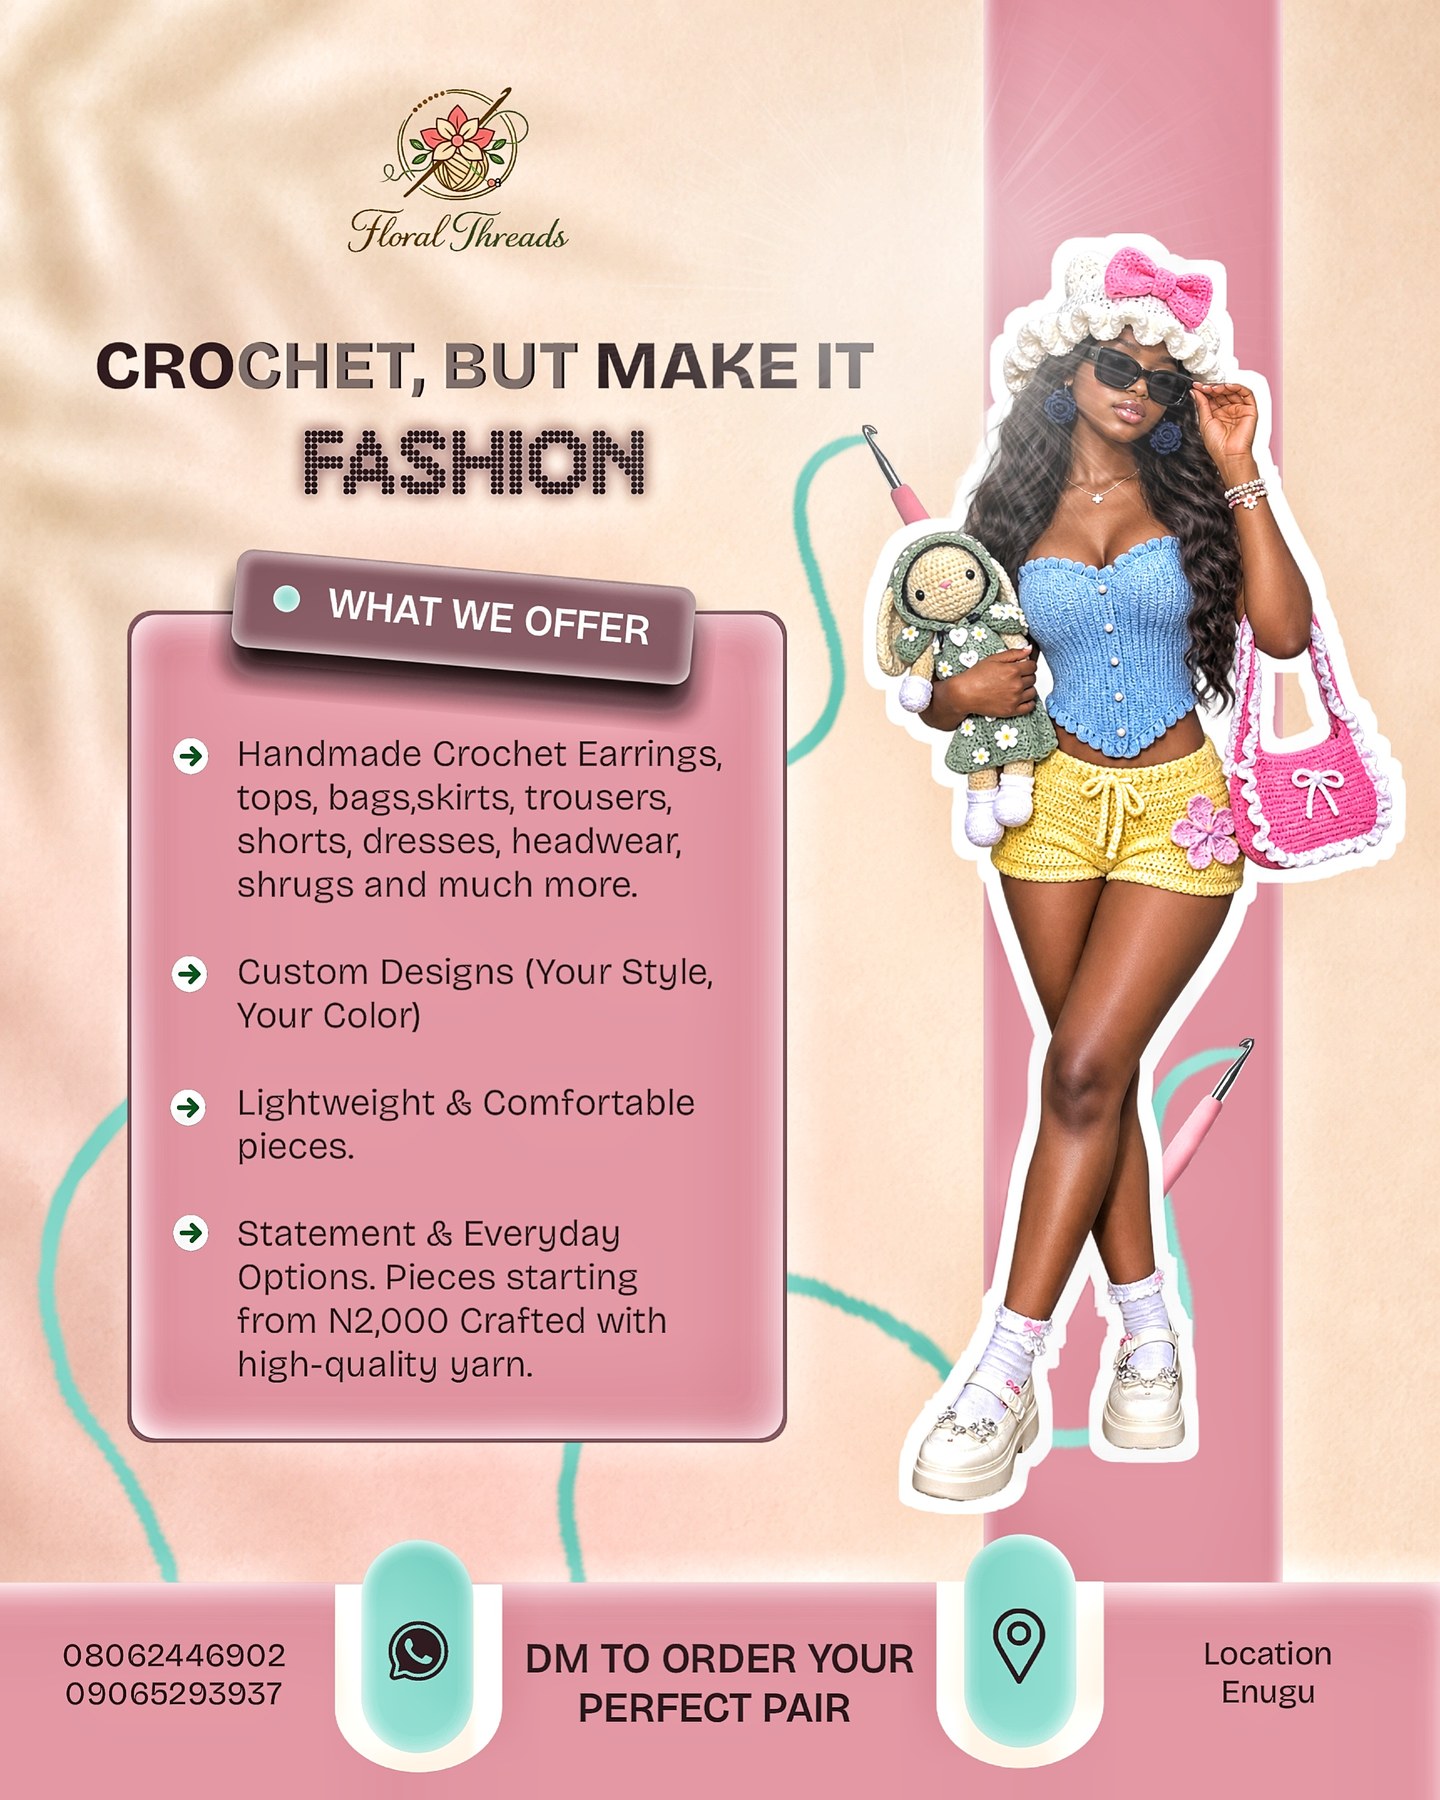 Floral Threads
CROCHET, BUT MAKE IT
FASHION
WHAT WE OFFER
Handmade Crochet Earrings,
tops, bags,skirts, trousers,
shorts, dresses, headwear,
shrugs and much more.
Custom Designs (Your Style,
Your Color)
Lightweight & Comfortable
pieces.
Statement & Everyday
Options. Pieces starting
from N2,000 Crafted with
high-quality yarn.
08062446902
09065293937
DM TO ORDER YOUR
PERFECT PAIR
Location
Enugu